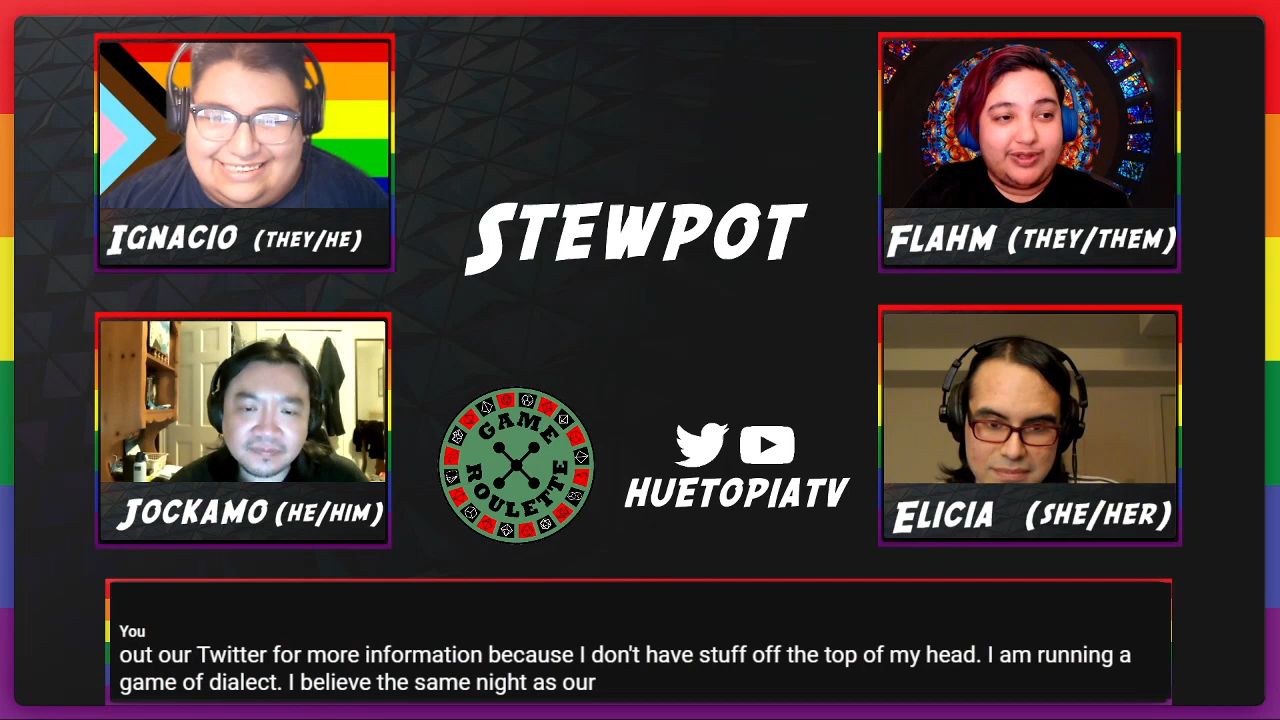 STEWPOT
IGNACIO (THEY/HE)
FLAHM (THEY/THEM)
JOCKAMO (HE/HIM)
GAME
ROULETTE
HUETOPIATV
ELICIA (SHE/HER)
You
out our Twitter for more information because I don't have stuff off the top of my head. I am running a
game of dialect. I believe the same night as our